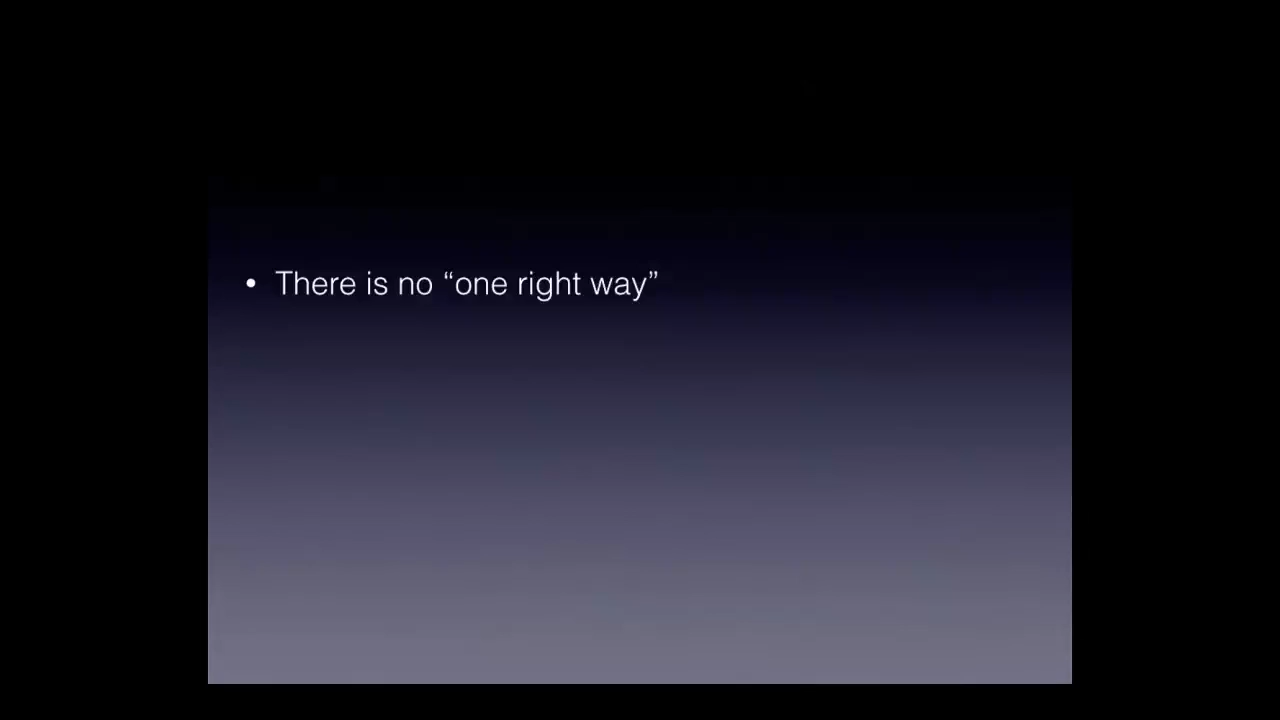 • There is no “one right way”